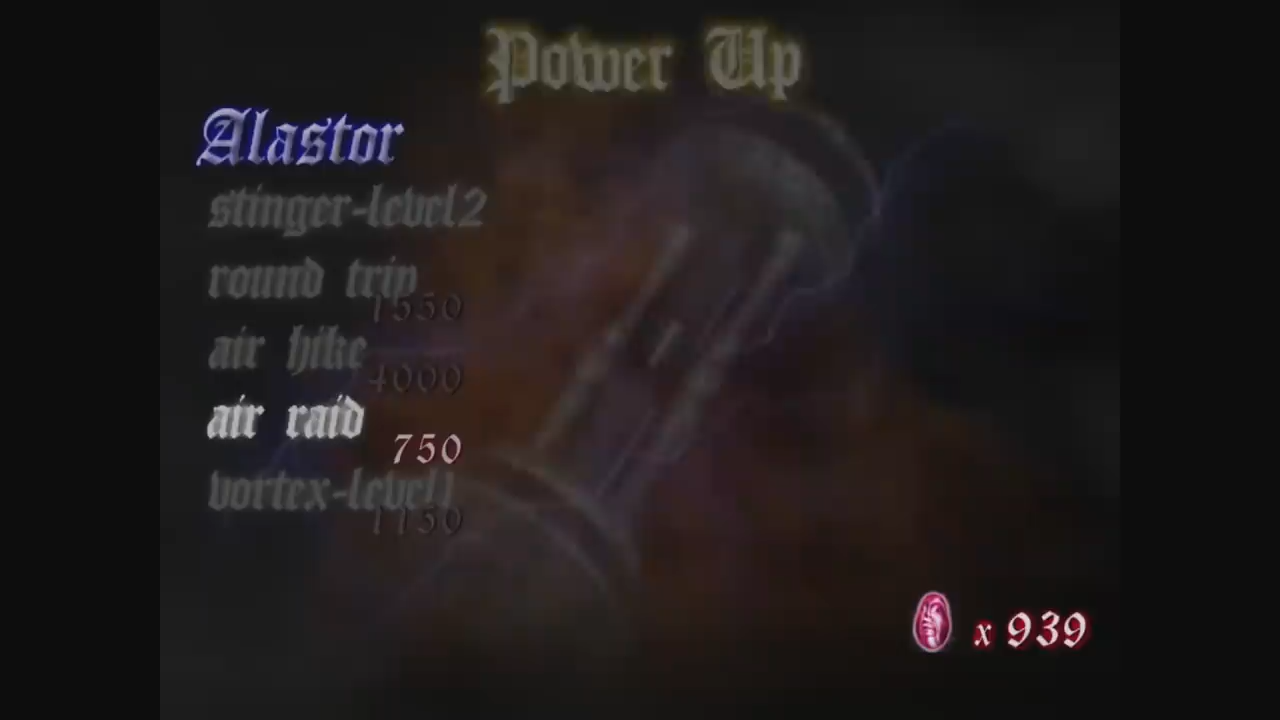 Power Up
Alastor
stinger-level2
round trip
1550
air hike
4000
air raid
750
vortex-level1
1150
x 939